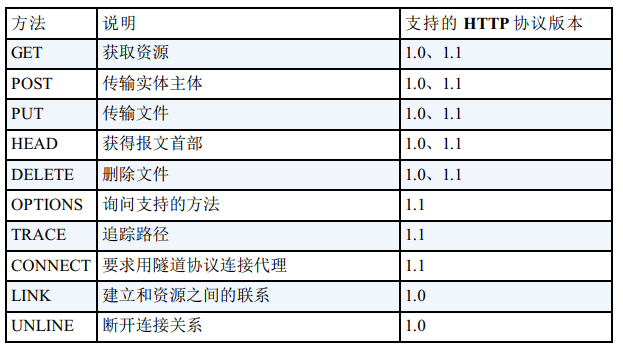 方法 说明 支持的 HTTP 协议版本
GET 获取资源 1.0、1.1
POST 传输实体主体 1.0、1.1
PUT 传输文件 1.0、1.1
HEAD 获得报文首部 1.0、1.1
DELETE 删除文件 1.0、1.1
OPTIONS 询问支持的方法 1.1
TRACE 追踪路径 1.1
CONNECT 要求用隧道协议连接代理 1.1
LINK 建立和资源之间的联系 1.0
UNLINE 断开连接关系 1.0